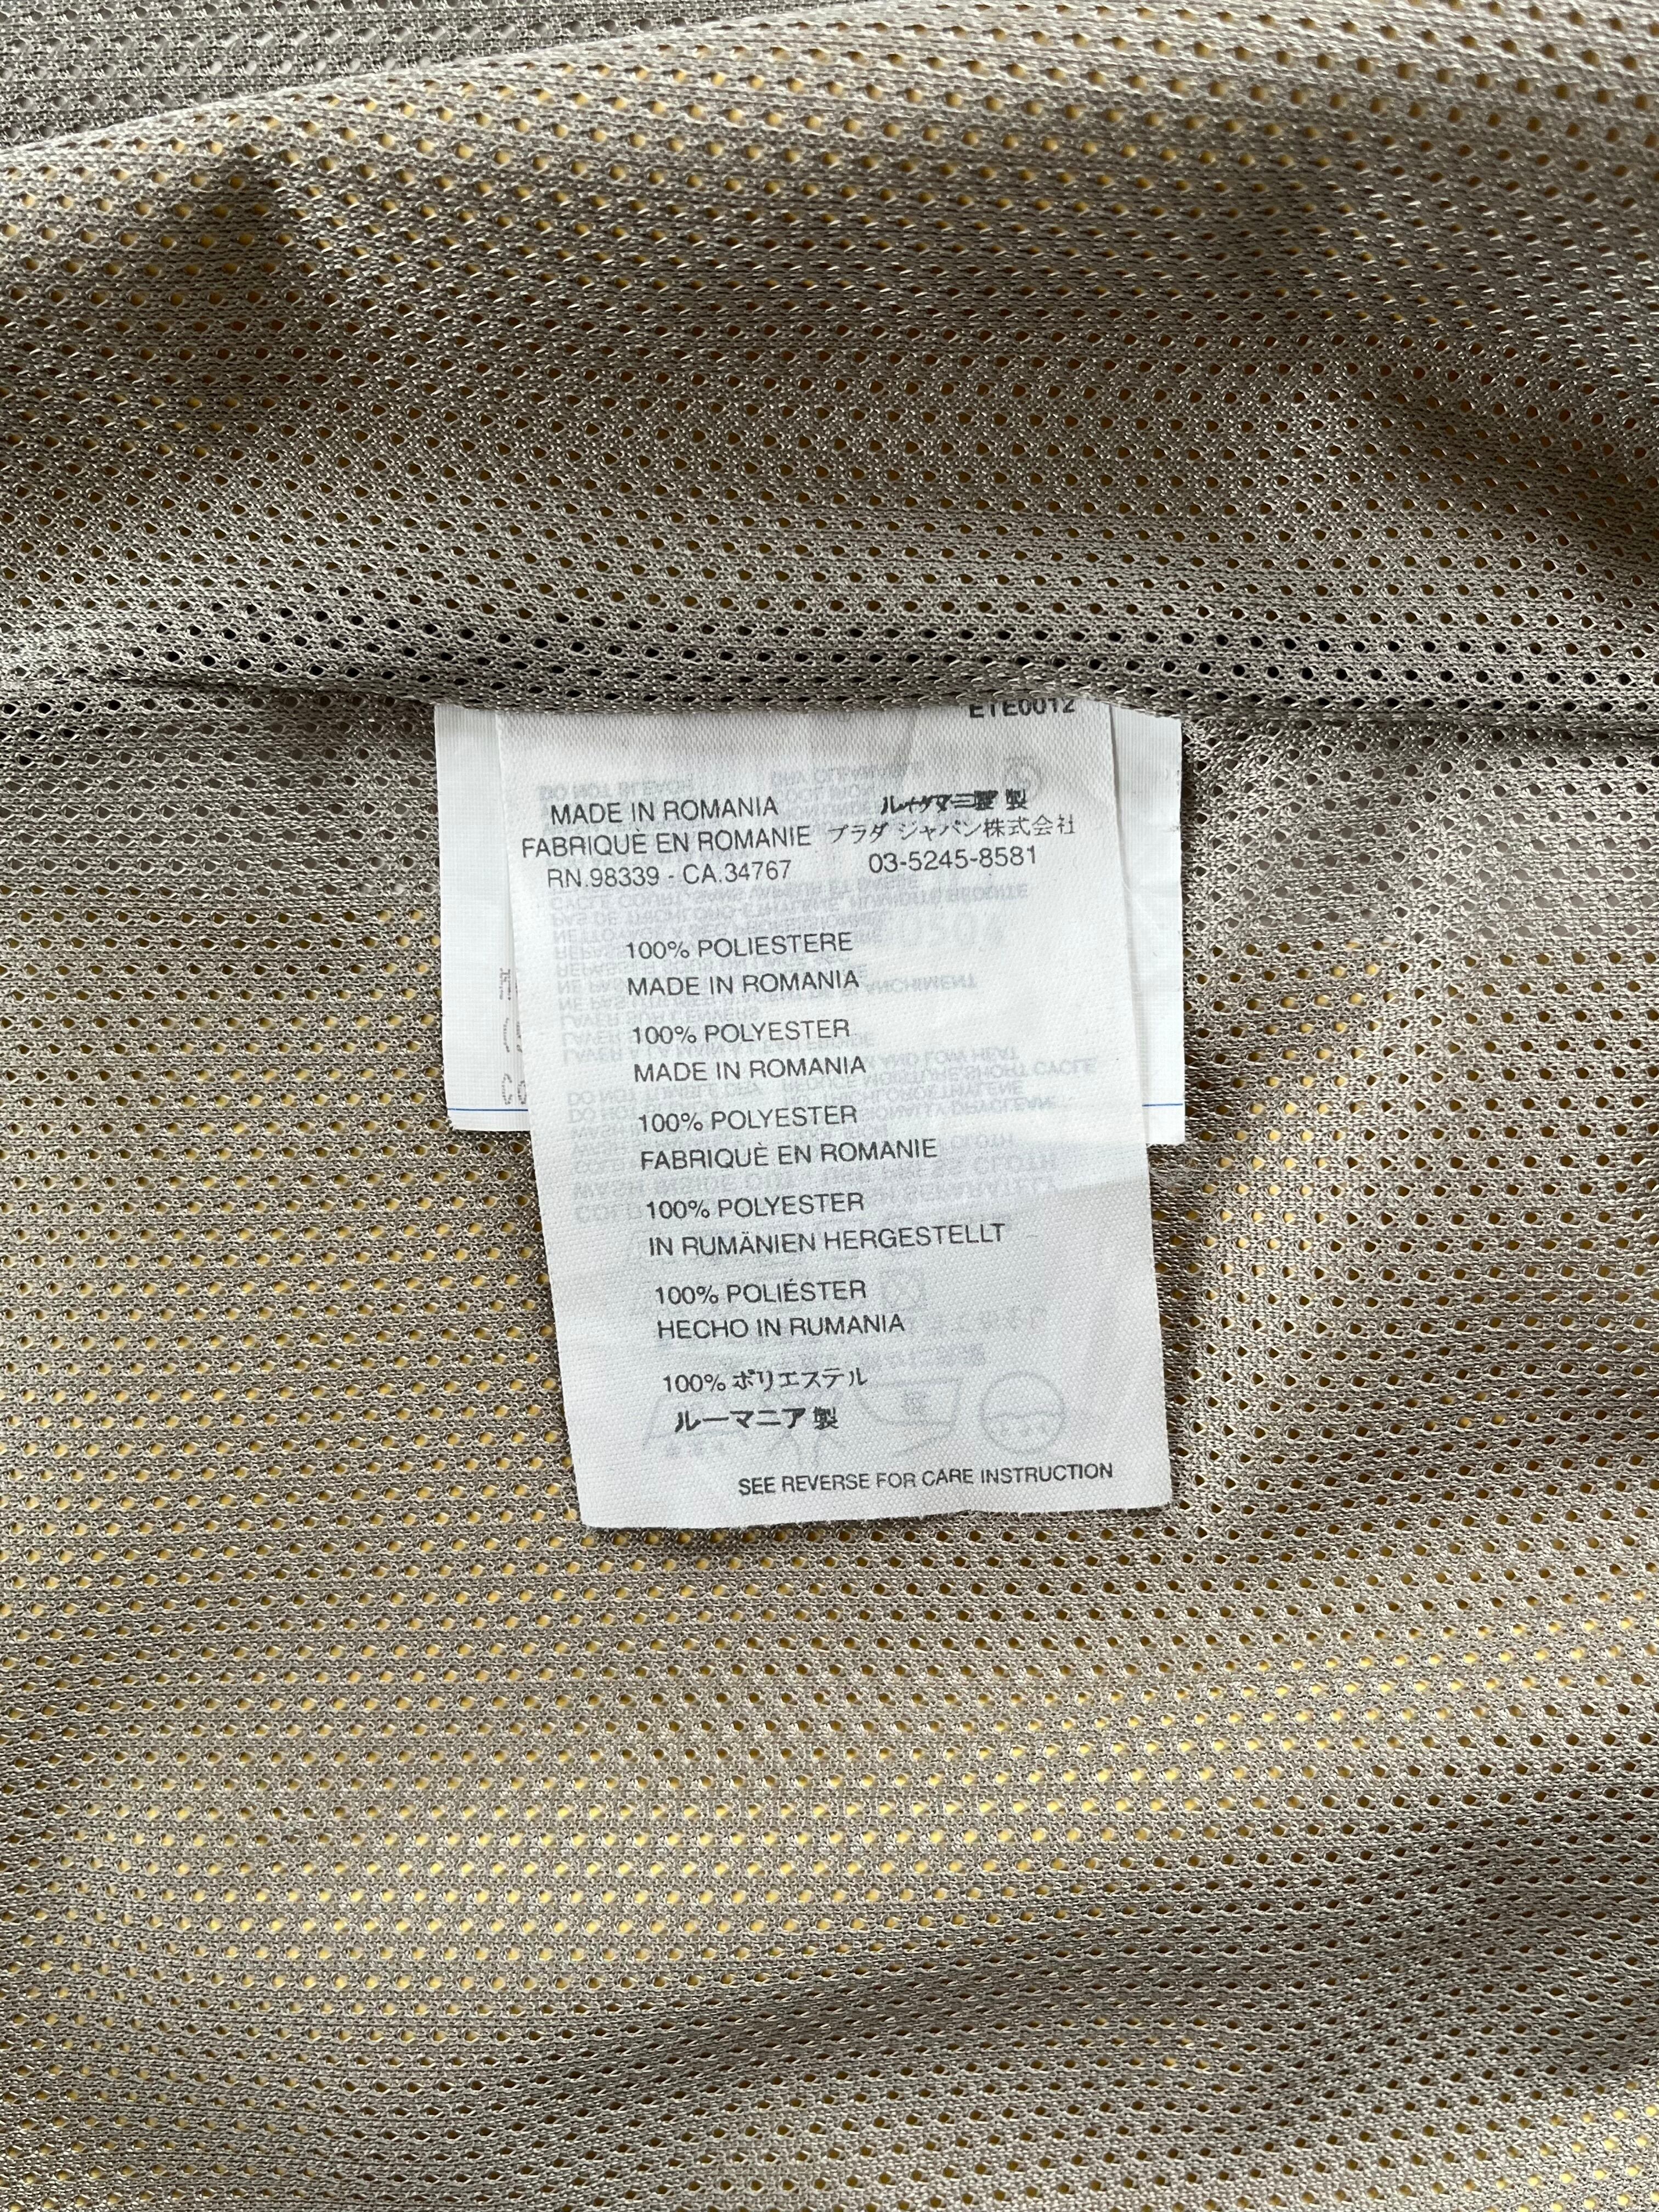 ETE0012
MADE IN ROMANIA
製
FABRIQUÈ EN ROMANIE プラダ ジャパン株式会社
RN.98339 - CA.34767 03-5245-8581
100% POLIESTERE
MADE IN ROMANIA
100% POLYESTER
MADE IN ROMANIA
100% POLYESTER
FABRIQUÈ EN ROMANIE
100% POLYESTER
IN RUMÄNIEN HERGESTELLT
100% POLIÉSTER
HECHO IN RUMANIA
100% ポリエステル
ルーマニア 製
SEE REVERSE FOR CARE INSTRUCTION